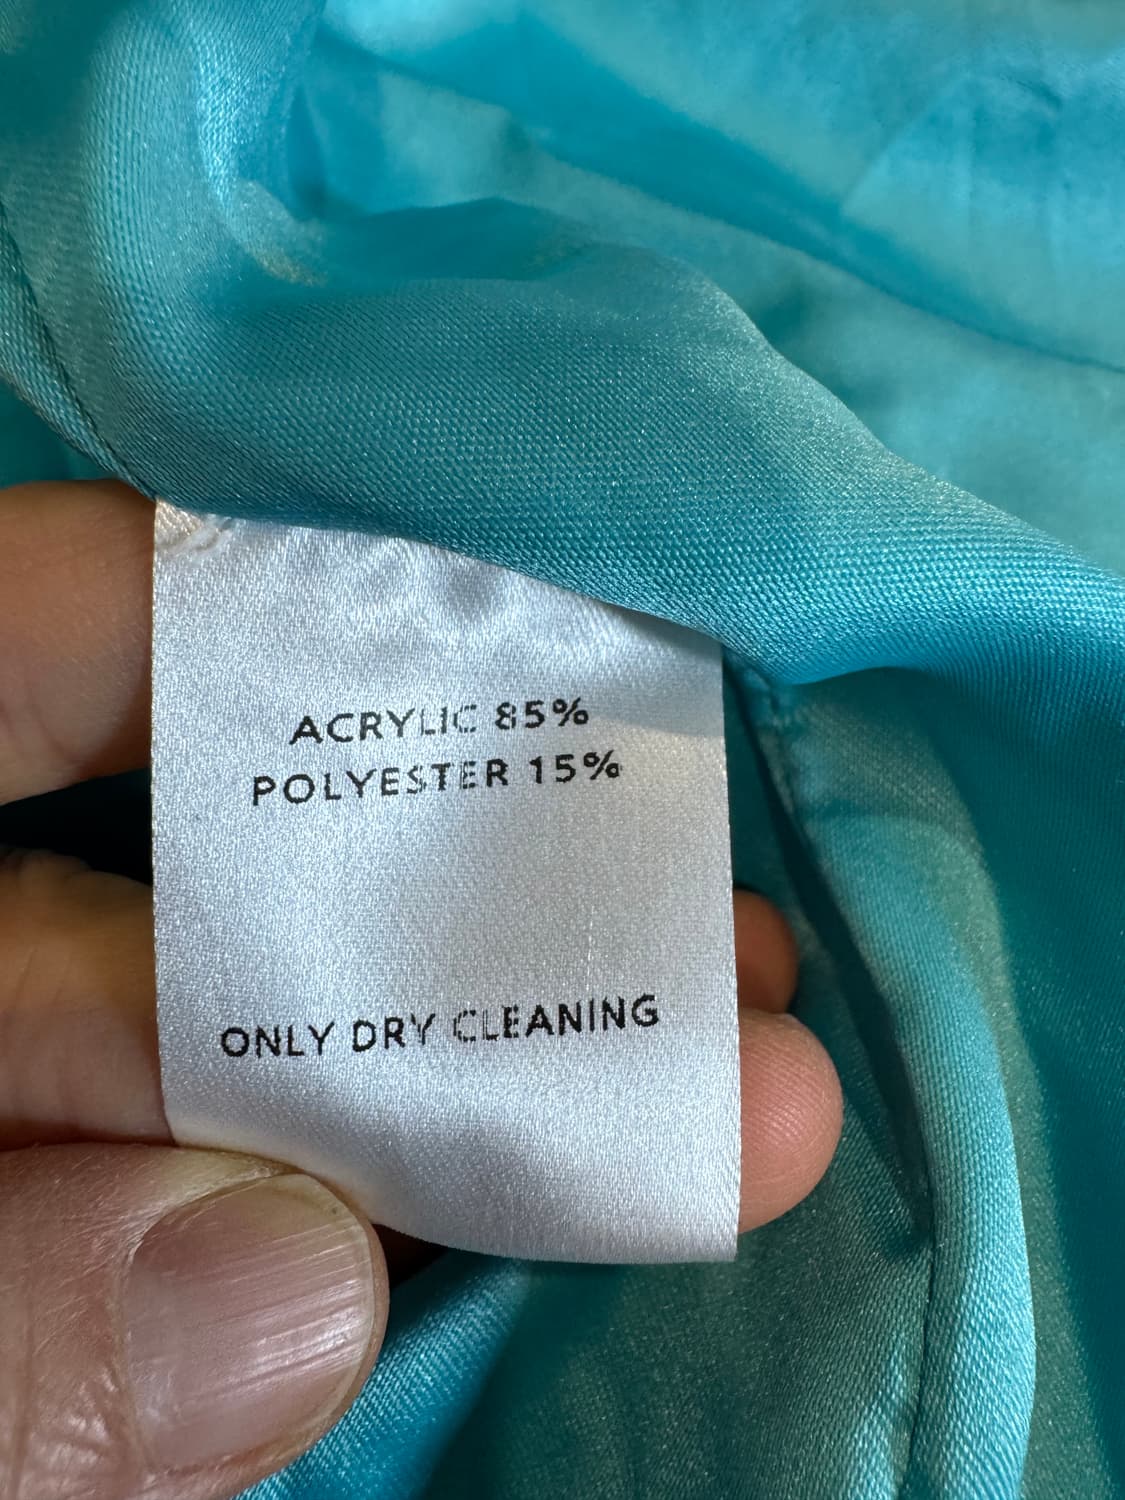 ACRYLIC 85%
POLYESTER 15%
ONLY DRY CLEANING